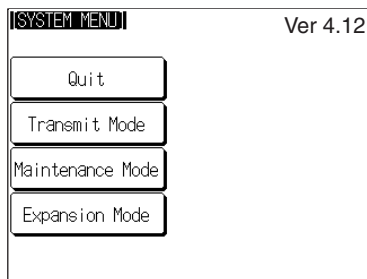 [SYSTEM MENU]
Ver 4.12
Quit
Transmit Mode
Maintenance Mode
Expansion Mode